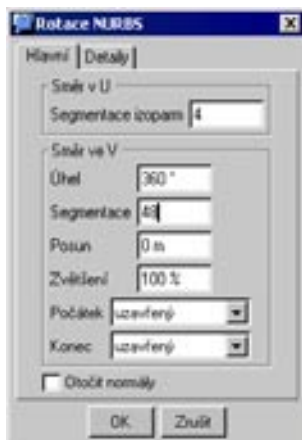 Rotace NURBS
Hlavní Detaily
Směr v U
Segmentace izoparm 4
Směr ve V
Úhel 360 °
Segmentace 48
Posun 0 m
Zvětšení 100 %
Počátek uzavřený
Konec uzavřený
Otočit normály
OK Zrušit